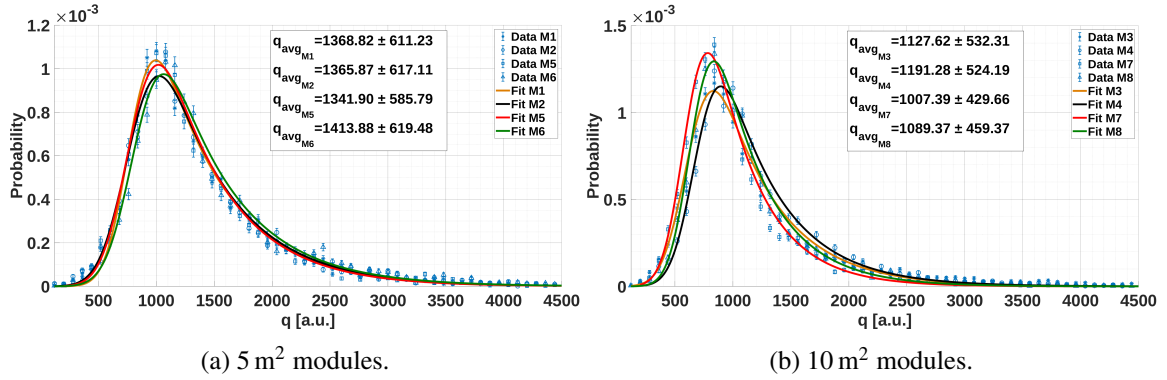 ×10⁻³
1.2
1
0.8
0.6
0.4
0.2
0
Probability
500 1000 1500 2000 2500 3000 3500 4000 4500
q [a.u.]
q_avg_M1=1368.82 ± 611.23
q_avg_M2=1365.87 ± 617.11
q_avg_M5=1341.90 ± 585.79
q_avg_M6=1413.88 ± 619.48
Data M1
Data M2
Data M5
Data M6
Fit M1
Fit M2
Fit M5
Fit M6
(a) 5 m² modules.
×10⁻³
1.5
1
0.5
0
Probability
500 1000 1500 2000 2500 3000 3500 4000 4500
q [a.u.]
q_avg_M3=1127.62 ± 532.31
q_avg_M4=1191.28 ± 524.19
q_avg_M7=1007.39 ± 429.66
q_avg_M8=1089.37 ± 459.37
Data M3
Data M4
Data M7
Data M8
Fit M3
Fit M4
Fit M7
Fit M8
(b) 10 m² modules.